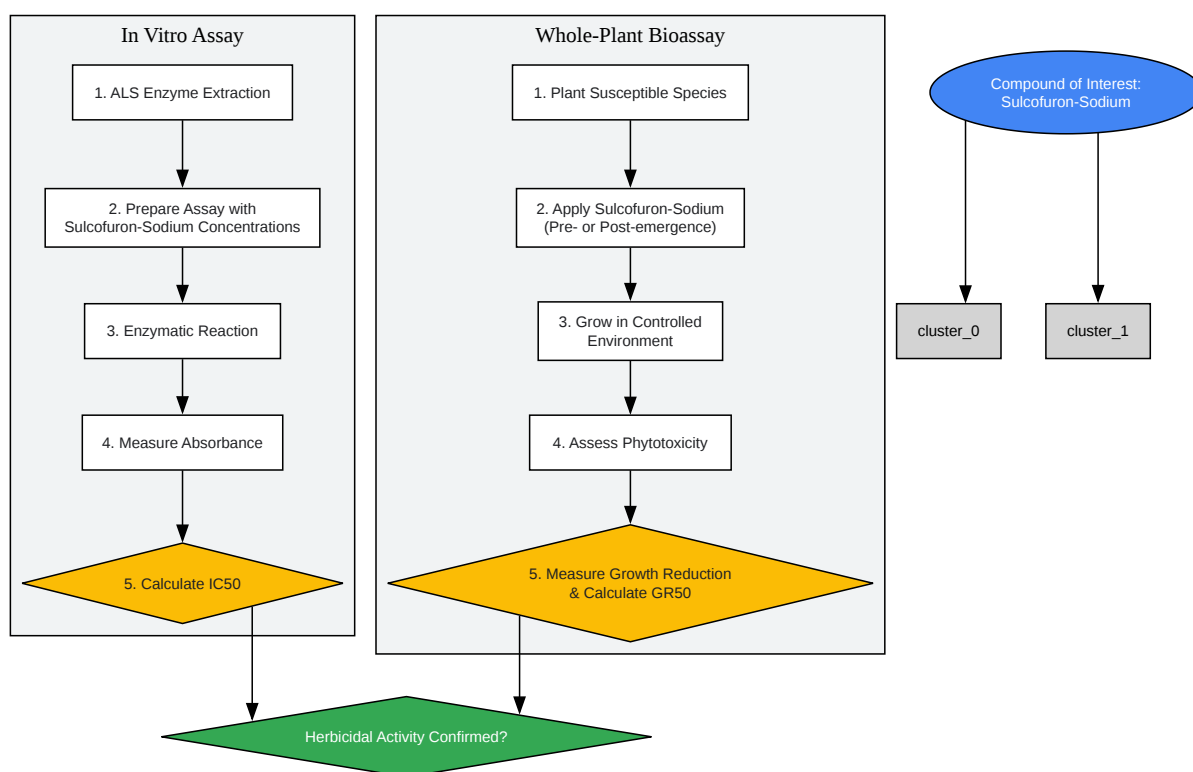 In Vitro Assay
1. ALS Enzyme Extraction
2. Prepare Assay with
Sulcofuron-Sodium Concentrations
3. Enzymatic Reaction
4. Measure Absorbance
5. Calculate IC50
Whole-Plant Bioassay
1. Plant Susceptible Species
2. Apply Sulcofuron-Sodium
(Pre- or Post-emergence)
3. Grow in Controlled
Environment
4. Assess Phytotoxicity
5. Measure Growth Reduction
& Calculate GR50
Compound of Interest:
Sulcofuron-Sodium
cluster_0
cluster_1
Herbicidal Activity Confirmed?